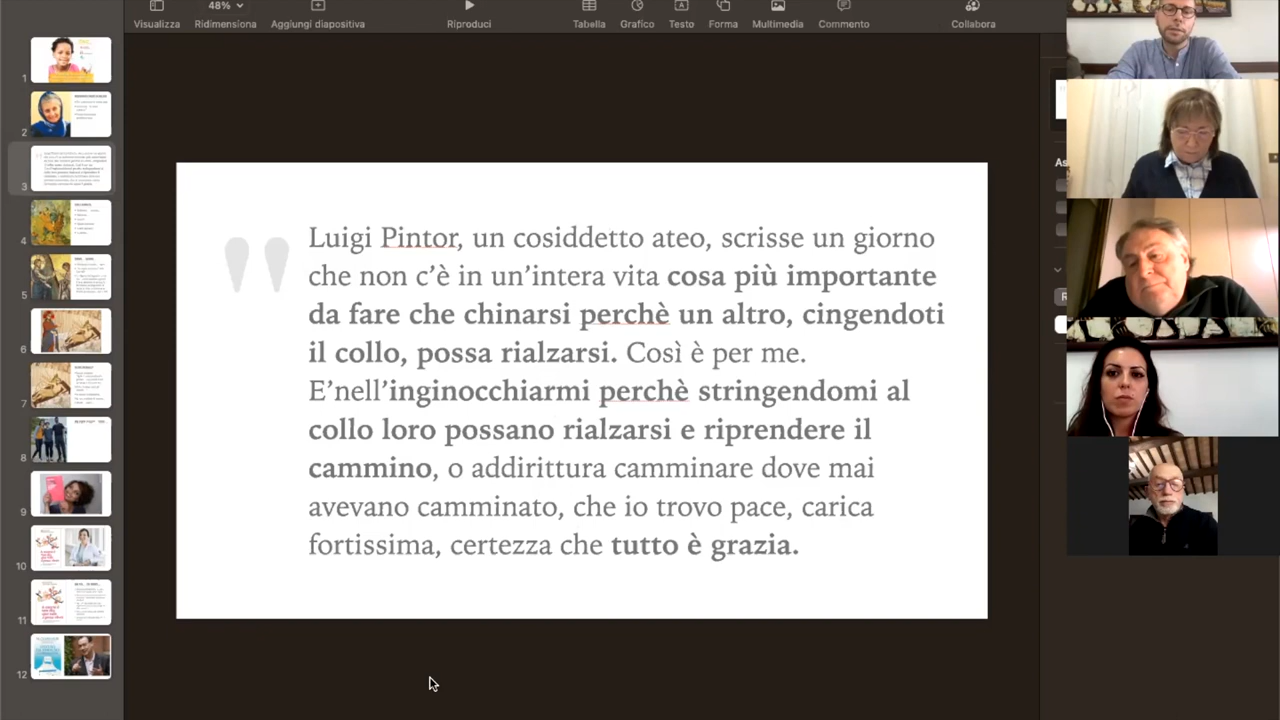 48%
Visualizza
Ridimensiona
Aggiungi diapositiva
Riproduci
Tabella
Grafico
Testo
Forma
Multimedia
Commento
Collabora
1
2
3
4
5
6
7
8
9
10
11
12
Luigi Pintor, un cosiddetto ateo, scrisse un giorno
che non c’è in un’intera vita cosa più importante
da fare che chinarsi perchè un altro, cingendoti
il collo, possa rialzarsi. Così è per me.
E’nell’inginocchiarmi perchè stringendomi al
collo loro possano rialzarsi e riprendere il
cammino, o addirittura camminare dove mai
avevano camminato, che io trovo pace, carica
fortissima, certezza che tutto è grazia.
As